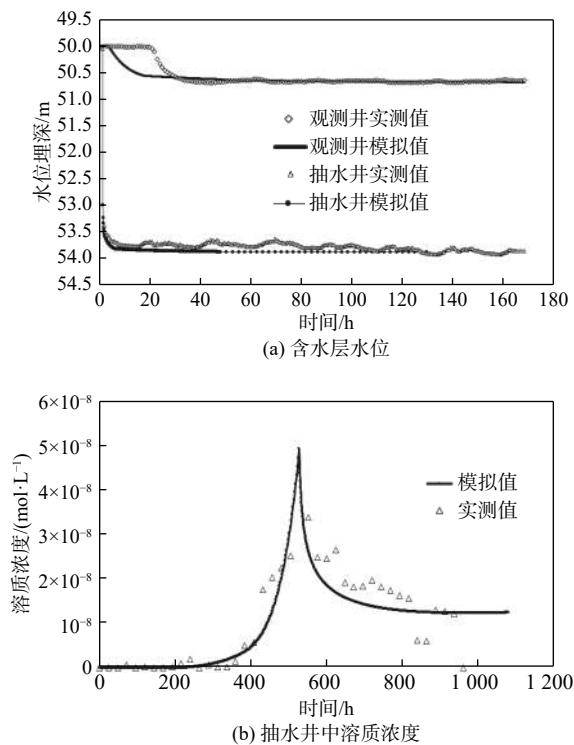 49.5
50.0
50.5
51.0
51.5
52.0
52.5
53.0
53.5
54.0
54.5
水位埋深/m
观测井实测值
观测井模拟值
抽水井实测值
抽水井模拟值
0 20 40 60 80 100 120 140 160 180
时间/h
(a) 含水层水位
6×10⁻⁸
5×10⁻⁸
4×10⁻⁸
3×10⁻⁸
2×10⁻⁸
10⁻⁸
0
溶质浓度/(mol·L⁻¹)
模拟值
实测值
0 200 400 600 800 1 000 1 200
时间/h
(b) 抽水井中溶质浓度